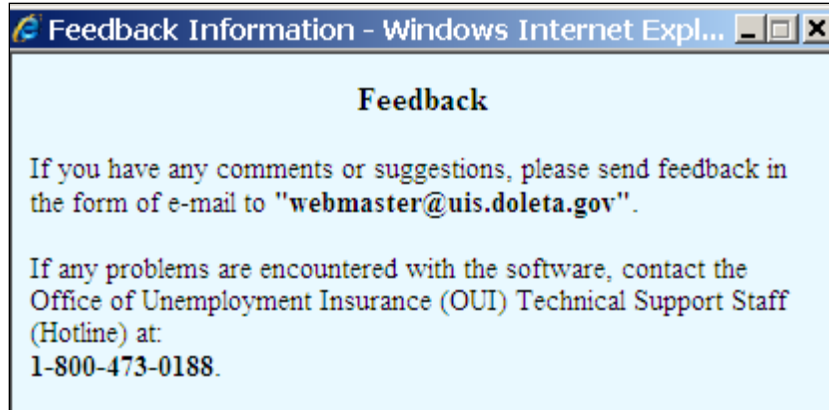 Feedback Information - Windows Internet Expl...
Feedback
If you have any comments or suggestions, please send feedback in
the form of e-mail to "webmaster@uis.doleta.gov".
If any problems are encountered with the software, contact the
Office of Unemployment Insurance (OUI) Technical Support Staff
(Hotline) at:
1-800-473-0188.